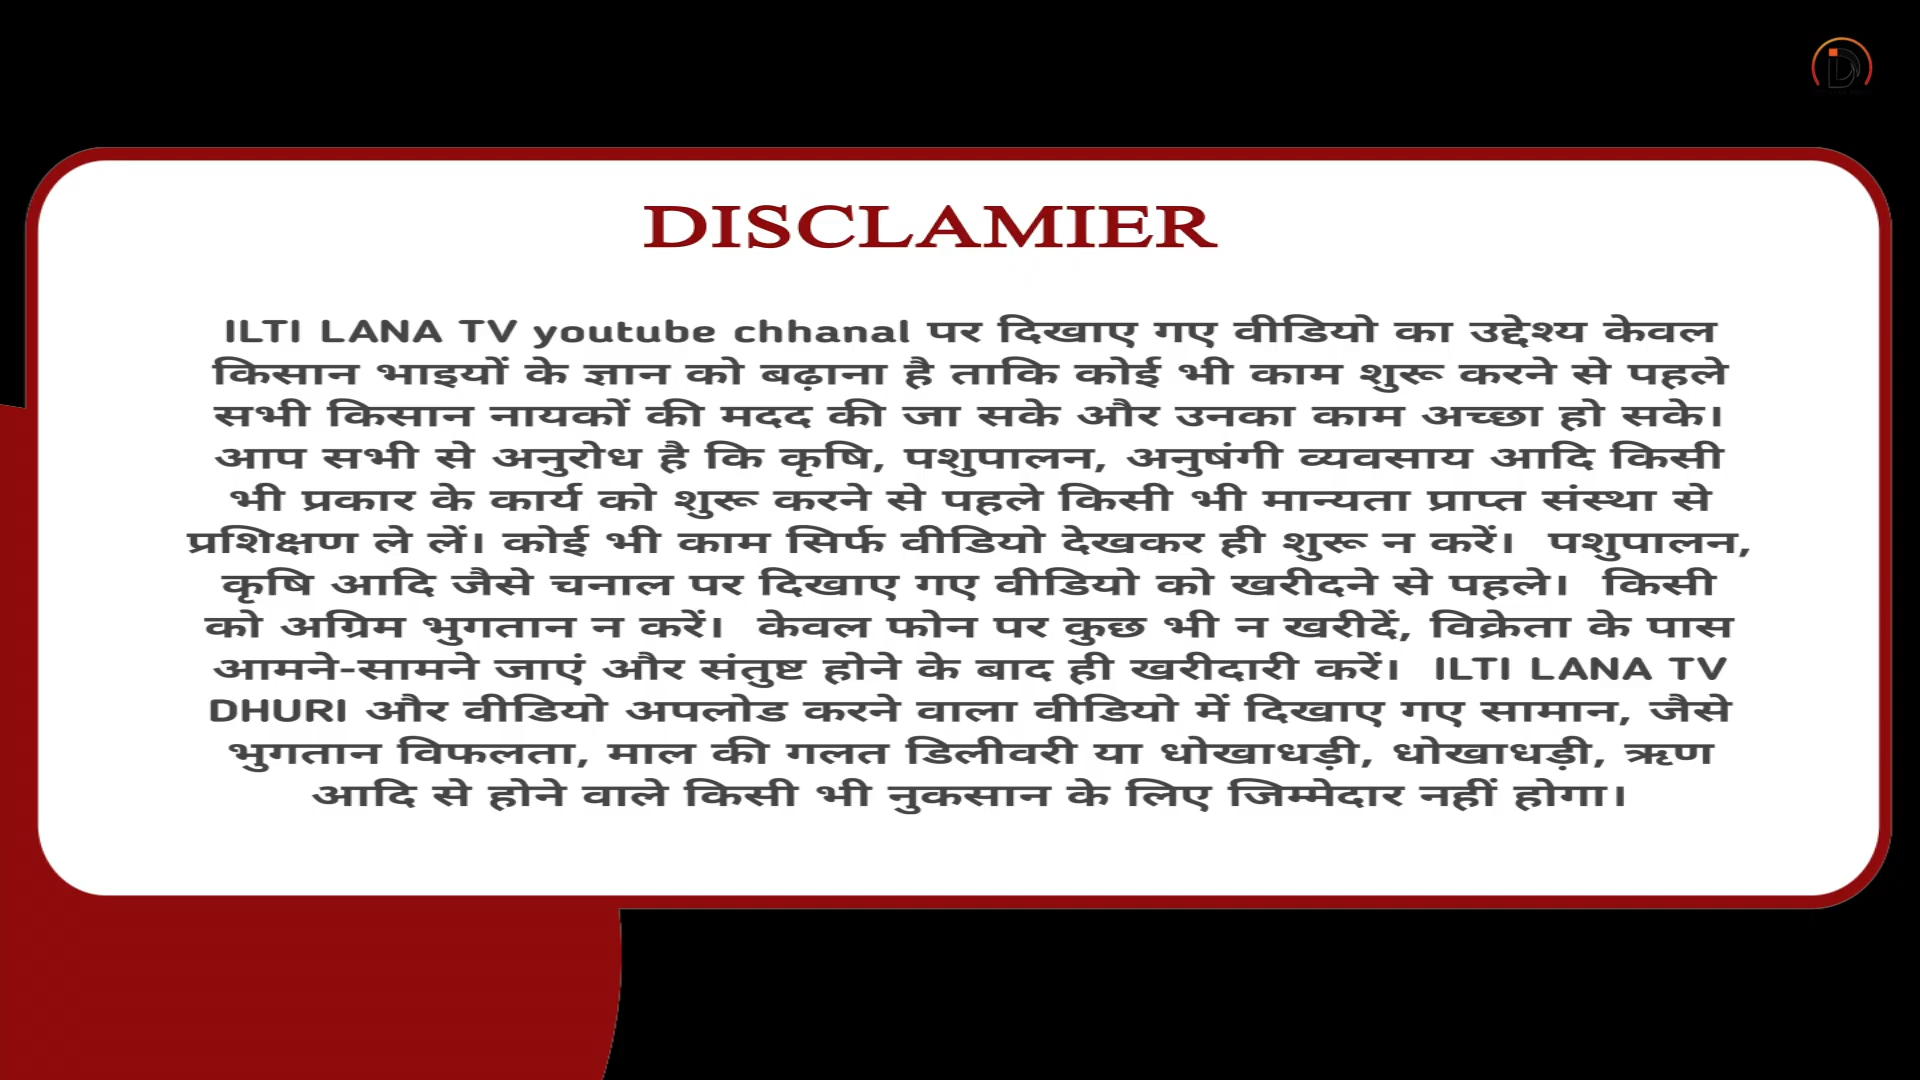 DISCLAMIER
ILTI LANA TV youtube chhanal पर दिखाए गए वीडियो का उद्देश्य केवल
किसान भाइयों के ज्ञान को बढ़ाना है ताकि कोई भी काम शुरू करने से पहले
सभी किसान नायकों की मदद की जा सके और उनका काम अच्छा हो सके।
आप सभी से अनुरोध है कि कृषि, पशुपालन, अनुषंगी व्यवसाय आदि किसी
भी प्रकार के कार्य को शुरू करने से पहले किसी भी मान्यता प्राप्त संस्था से
प्रशिक्षण ले लें। कोई भी काम सिर्फ वीडियो देखकर ही शुरू न करें। पशुपालन,
कृषि आदि जैसे चनाल पर दिखाए गए वीडियो को खरीदने से पहले। किसी
को अग्रिम भुगतान न करें। केवल फोन पर कुछ भी न खरीदें, विक्रेता के पास
आमने-सामने जाएं और संतुष्ट होने के बाद ही खरीदारी करें। ILTI LANA TV
DHURI और वीडियो अपलोड करने वाला वीडियो में दिखाए गए सामान, जैसे
भुगतान विफलता, माल की गलत डिलीवरी या धोखाधड़ी, धोखाधड़ी, ऋण
आदि से होने वाले किसी भी नुकसान के लिए जिम्मेदार नहीं होगा।